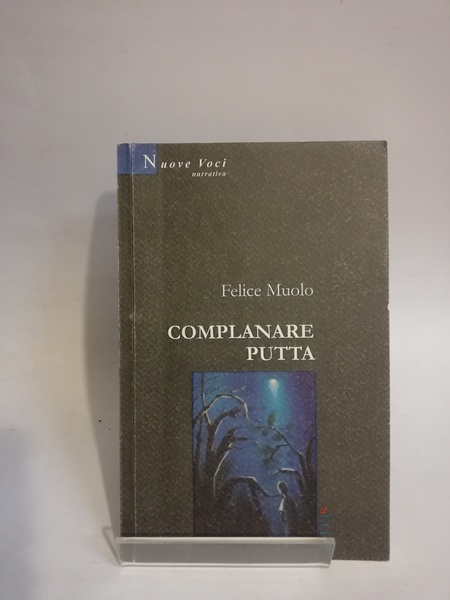 Nuove Voci
narrativa
Felice Muolo
COMPLANARE
PUTTA